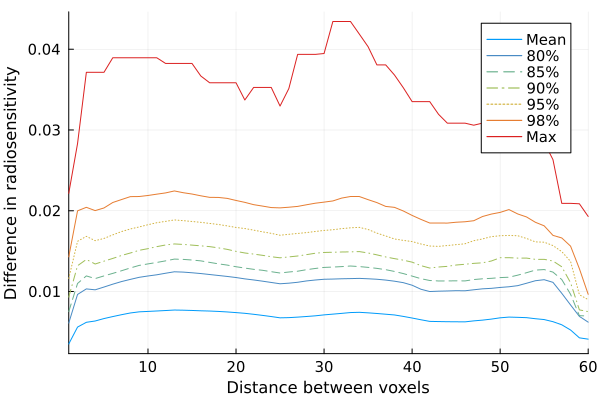 Difference in radiosensitivity
0.04
0.03
0.02
0.01
Mean
80%
85%
90%
95%
98%
Max
10 20 30 40 50 60
Distance between voxels